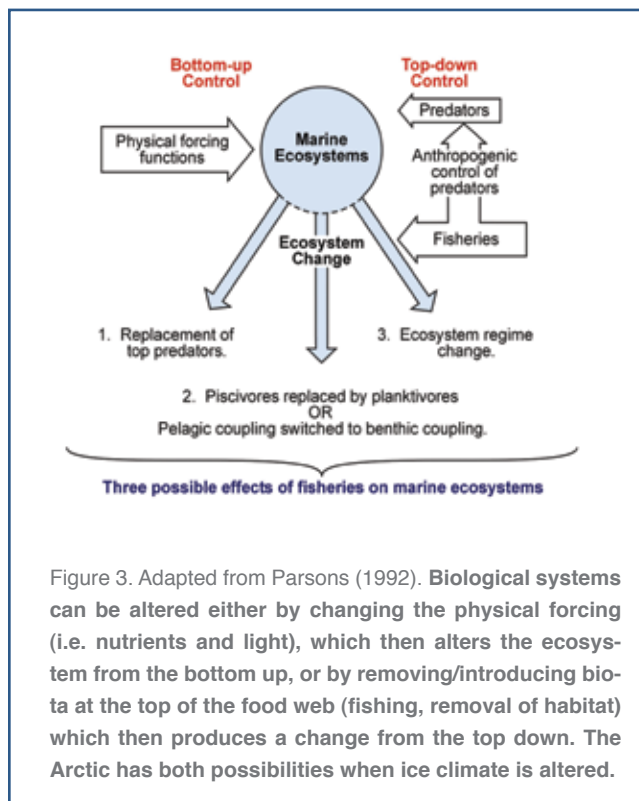 Bottom-up
Control
Top-down
Control
Predators
Marine
Ecosystems
Physical forcing
functions
Anthropogenic
control of
predators
Fisheries
Ecosystem
Change
1. Replacement of
top predators.
3. Ecosystem regime
change.
2. Piscivores replaced by planktivores
OR
Pelagic coupling switched to benthic coupling.
Three possible effects of fisheries on marine ecosystems
Figure 3. Adapted from Parsons (1992). Biological systems
can be altered either by changing the physical forcing
(i.e. nutrients and light), which then alters the ecosys-
tem from the bottom up, or by removing/introducing bio-
ta at the top of the food web (fishing, removal of habitat)
which then produces a change from the top down. The
Arctic has both possibilities when ice climate is altered.